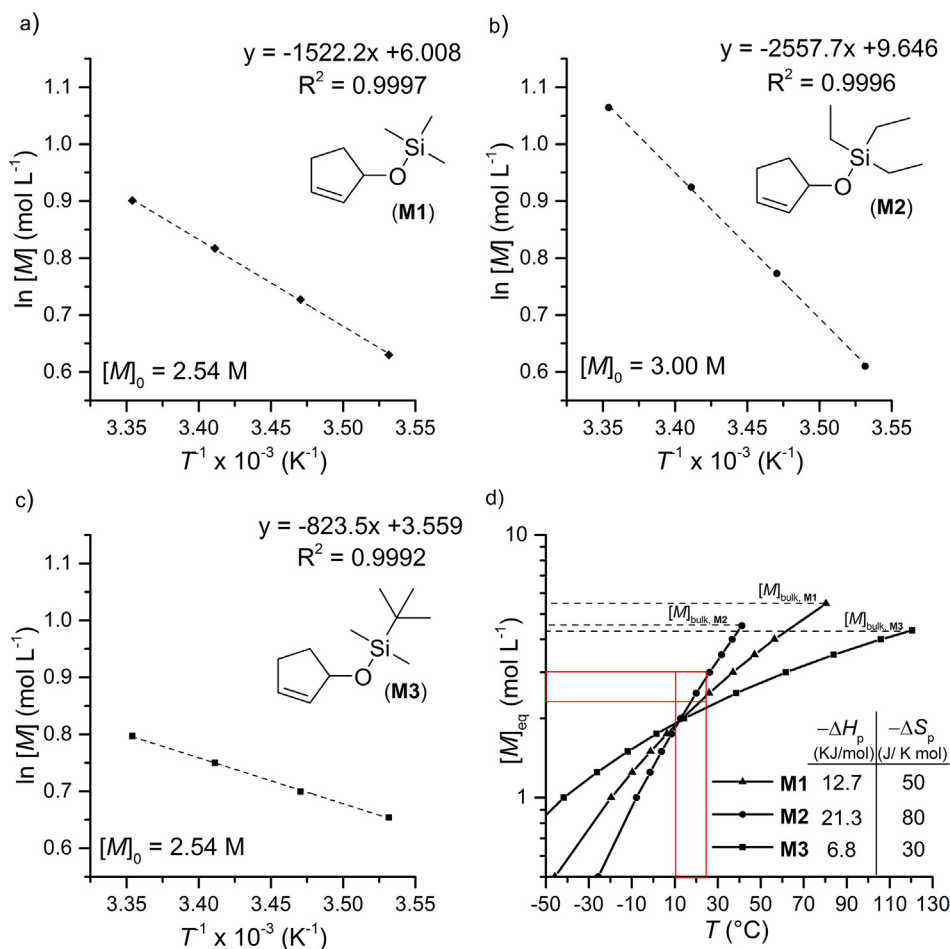 a)
y = -1522.2x +6.008
R² = 0.9997
1.1
1.0
0.9
0.8
0.7
0.6
ln [M] (mol L⁻¹)
Si
O
(M1)
[M]₀ = 2.54 M
3.35 3.40 3.45 3.50 3.55
T⁻¹ x 10⁻³ (K⁻¹)
b)
y = -2557.7x +9.646
R² = 0.9996
1.1
1.0
0.9
0.8
0.7
0.6
ln [M] (mol L⁻¹)
Si
O
(M2)
[M]₀ = 3.00 M
3.35 3.40 3.45 3.50 3.55
T⁻¹ x 10⁻³ (K⁻¹)
c)
y = -823.5x +3.559
R² = 0.9992
1.1
1.0
0.9
0.8
0.7
0.6
ln [M] (mol L⁻¹)
Si
O
(M3)
[M]₀ = 2.54 M
3.35 3.40 3.45 3.50 3.55
T⁻¹ x 10⁻³ (K⁻¹)
d)
10
1
[M]eq (mol L⁻¹)
[M]bulk, M1
[M]bulk, M2
[M]bulk, M3
−ΔHp −ΔSp
(KJ/mol) (J/ K mol)
M1 12.7 50
M2 21.3 80
M3 6.8 30
-50 -30 -10 10 30 50 70 90 110 130
T (°C)